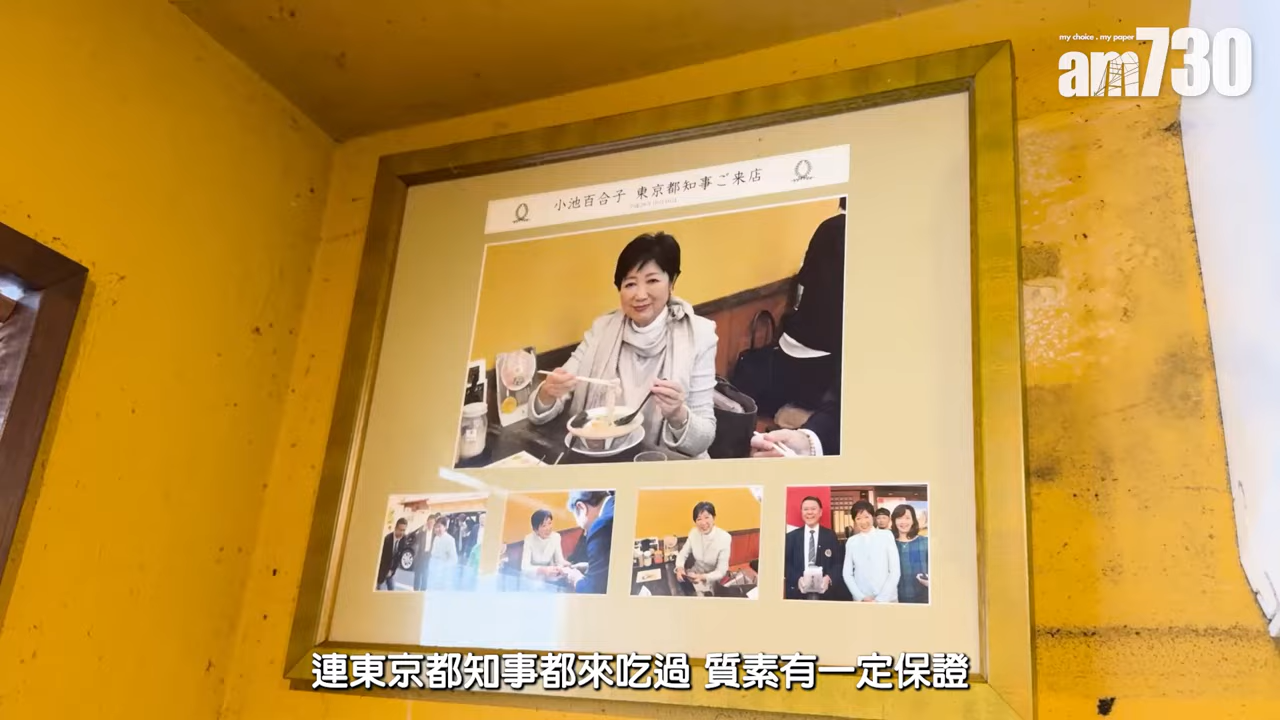 my choice . my paper
am730
小池百合子 東京都知事ご来店
連東京都知事都來吃過 質素有一定保證